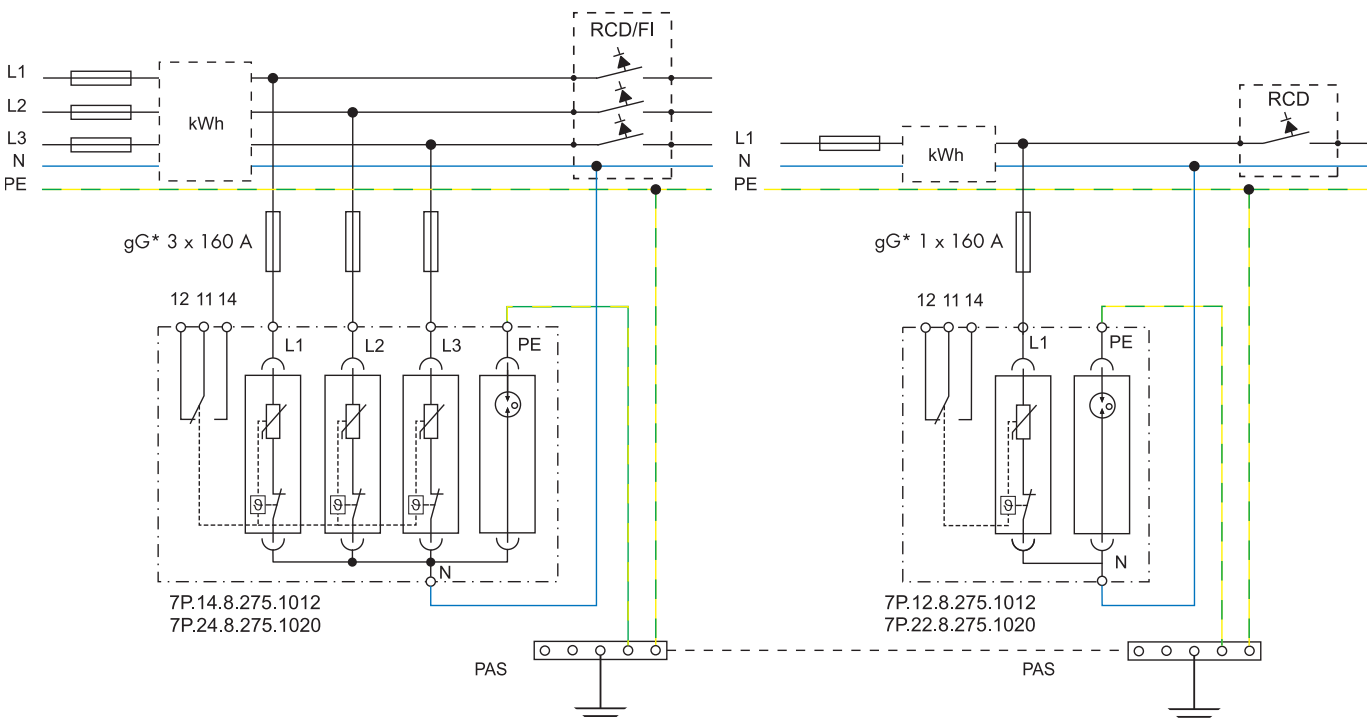 RCD/FI
L1
L2
L3
N
PE
kWh
gG* 3 x 160 A
12 11 14
L1
L2
L3
PE
ϑ
ϑ
ϑ
N
7P.14.8.275.1012
7P.24.8.275.1020
PAS
RCD
L1
N
PE
kWh
gG* 1 x 160 A
12 11 14
L1
PE
ϑ
N
7P.12.8.275.1012
7P.22.8.275.1020
PAS